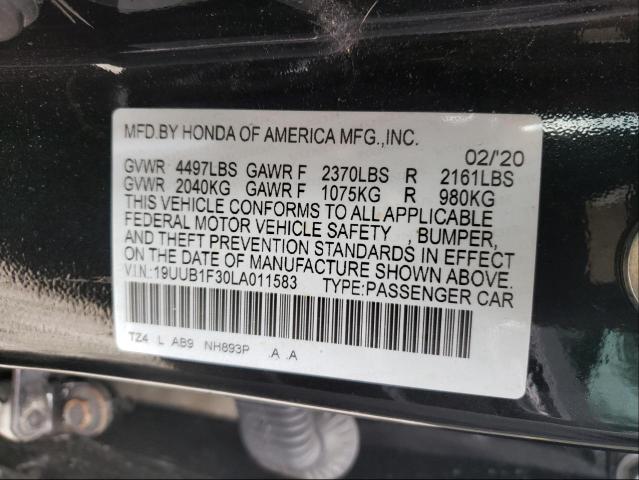 MFD.BY HONDA OF AMERICA MFG.,INC.
02/'20
GVWR 4497LBS GAWR F 2370LBS R 2161LBS
GVWR 2040KG GAWR F 1075KG R 980KG
THIS VEHICLE CONFORMS TO ALL APPLICABLE
FEDERAL MOTOR VEHICLE SAFETY , BUMPER,
AND THEFT PREVENTION STANDARDS IN EFFECT
ON THE DATE OF MANUFACTURE SHOWN ABOVE.
V.I.N.:19UUB1F30LA011583 TYPE:PASSENGER CAR
TZ4 L AB9 NH893P .A .A